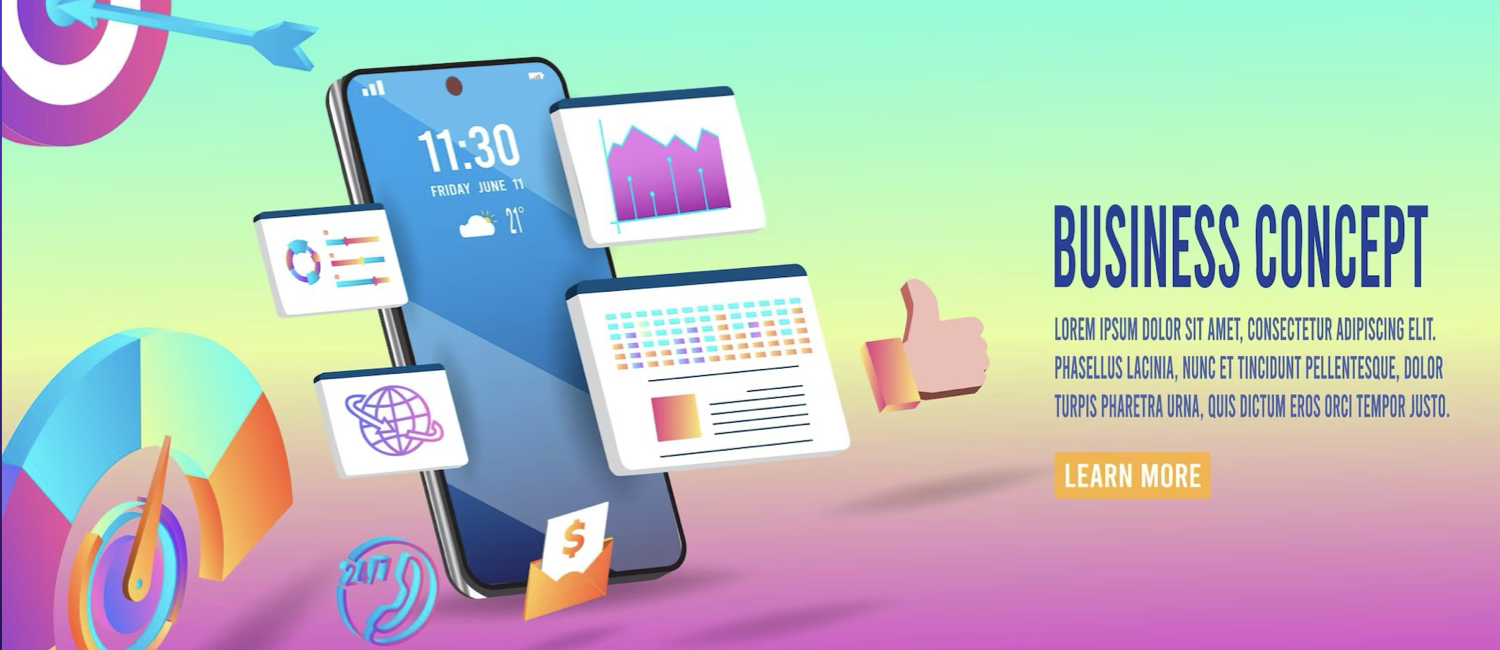 11:30
FRIDAY JUNE 11
21°
BUSINESS CONCEPT
LOREM IPSUM DOLOR SIT AMET, CONSECTETUR ADIPISCING ELIT.
PHASELLUS LACINIA, NUNC ET TINCIDUNT PELLENTESQUE, DOLOR
TURPIS PHARETRA URNA, QUIS DICTUM EROS ORCI TEMPOR JUSTO.
LEARN MORE
$
24/7